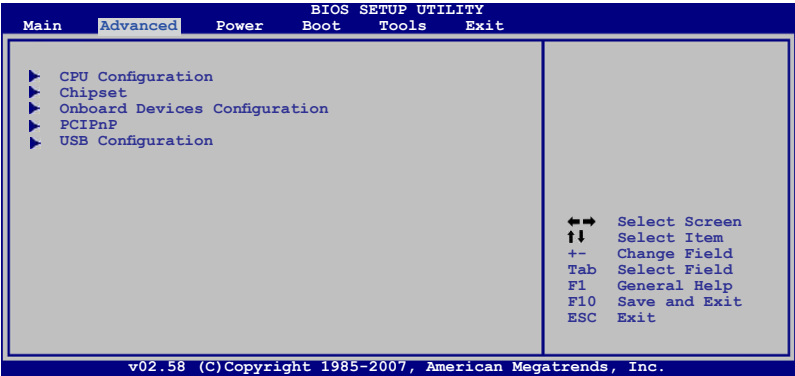 BIOS SETUP UTILITY
Main Advanced Power Boot Tools Exit
CPU Configuration
Chipset
Onboard Devices Configuration
PCIPnP
USB Configuration
←→ Select Screen
↑↓ Select Item
+- Change Field
Tab Select Field
F1 General Help
F10 Save and Exit
ESC Exit
v02.58 (C)Copyright 1985-2007, American Megatrends, Inc.